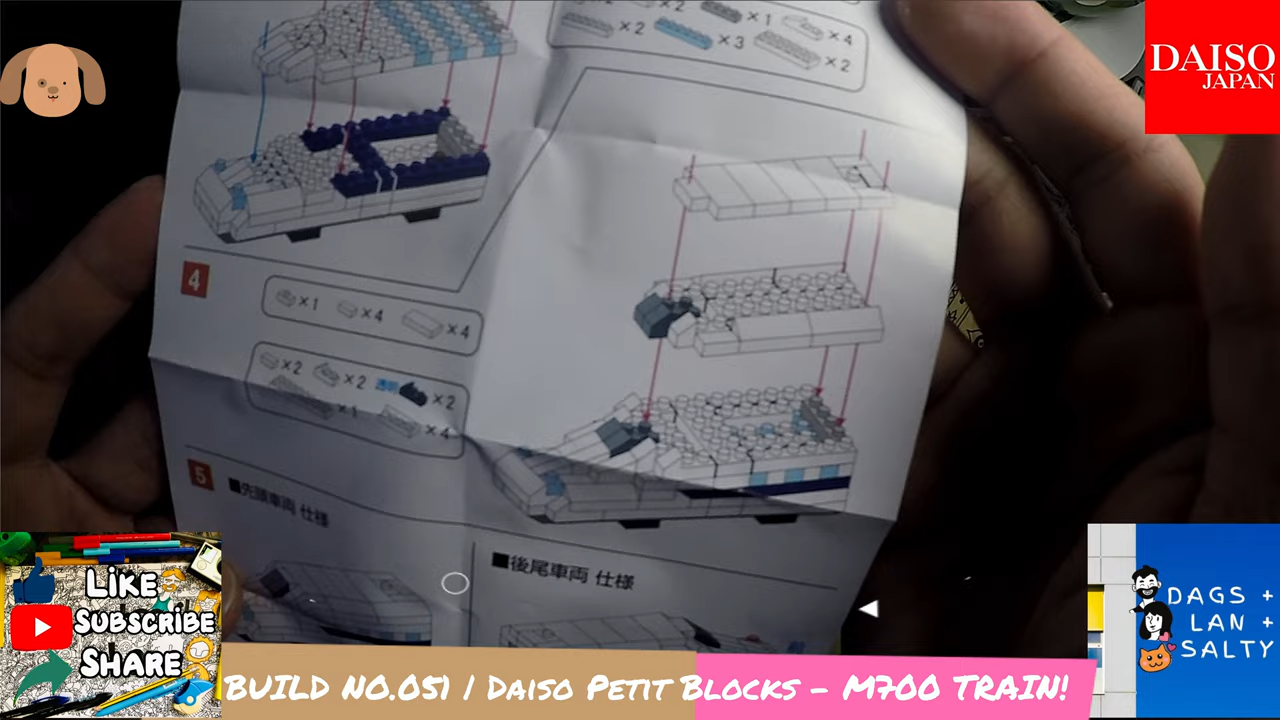 ×2
×1
×4
×2
×3
×2
DAISO
JAPAN
4
×1
×4
×4
×2
×2
透明
×2
×1
×4
5
■先頭車両 仕様
■後尾車両 仕様
LiKE
SUBSCRiBE
SHARE
DAGS +
LAN +
SALTY
BUILD NO.051 | DAISO PETIT BLOCKS - M700 TRAIN!